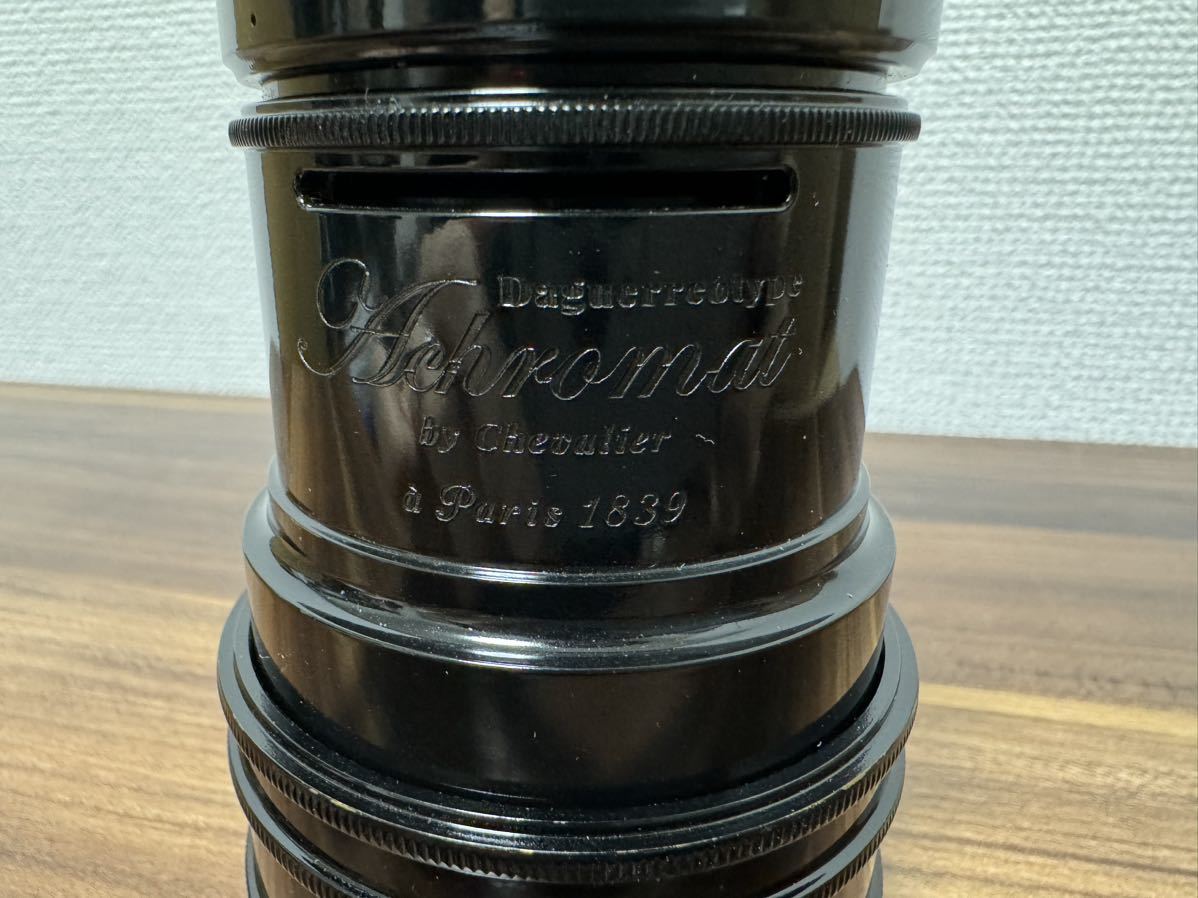 Daguerreotype
Achromat
by Chevalier
à Paris 1839